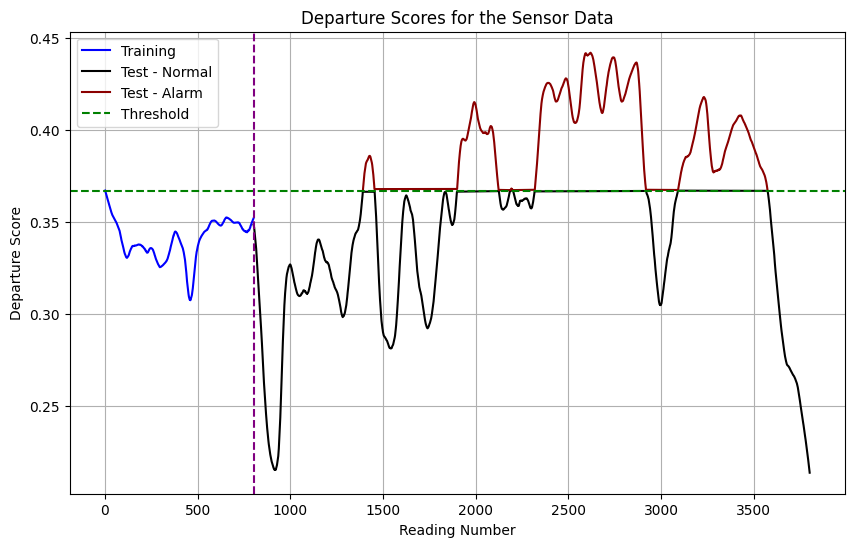 Departure Scores for the Sensor Data
Training
Test - Normal
Test - Alarm
Threshold
Departure Score
0.45
0.40
0.35
0.30
0.25
0 500 1000 1500 2000 2500 3000 3500
Reading Number